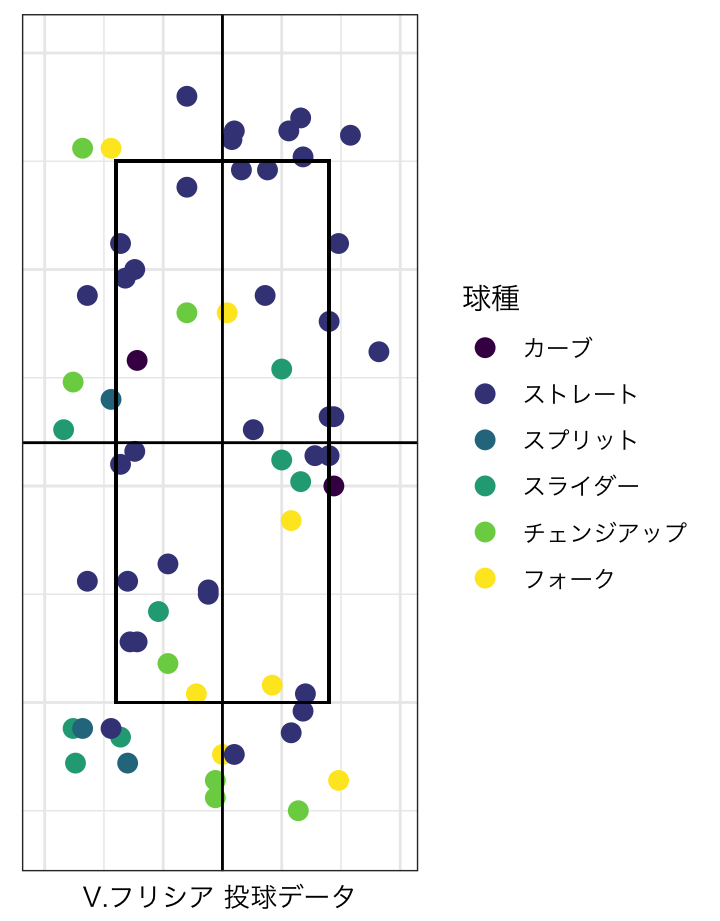 球種
カーブ
ストレート
スプリット
スライダー
チェンジアップ
フォーク
V.フリシア 投球データ